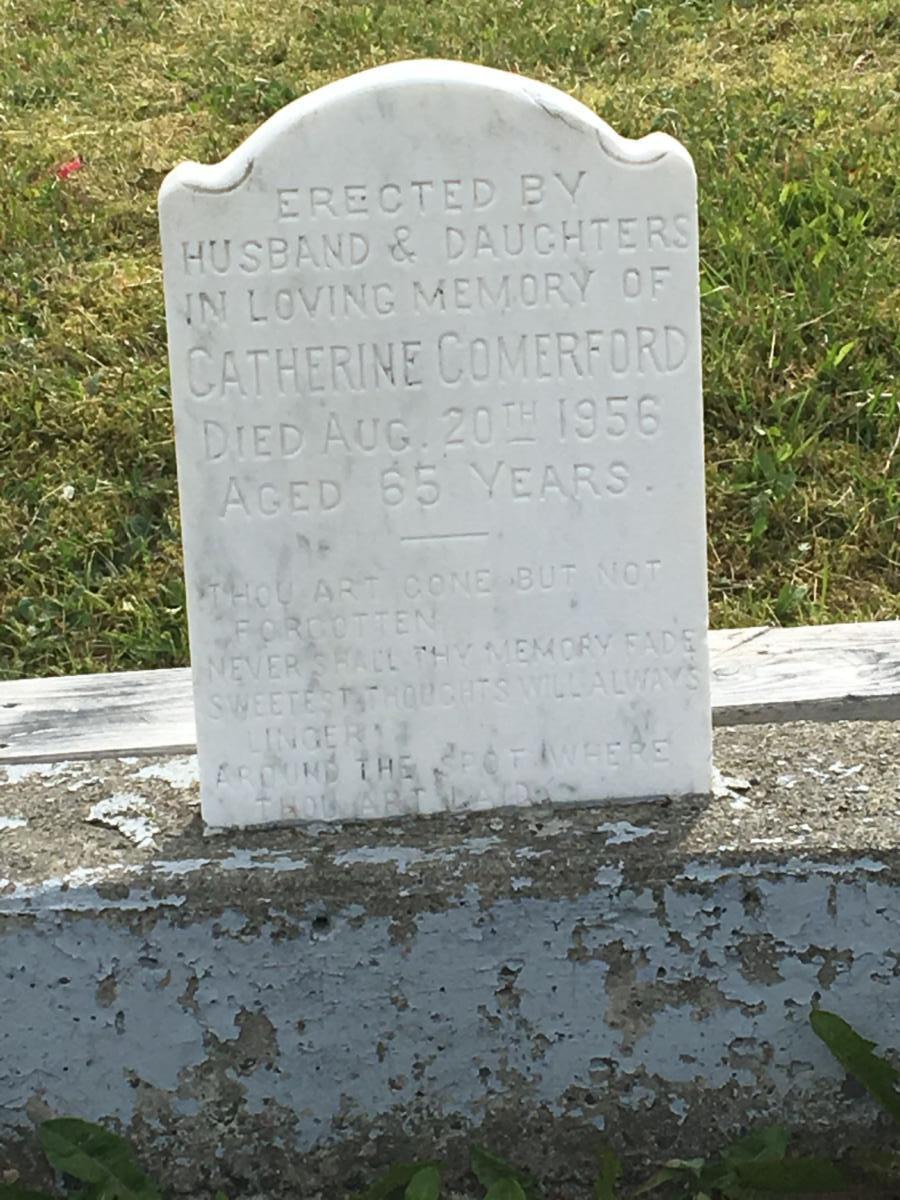 ERECTED BY
HUSBAND & DAUGHTERS
IN LOVING MEMORY OF
CATHERINE COMERFORD
DIED AUG. 20TH 1956
AGED 65 YEARS.
THOU ART GONE BUT NOT
FORGOTTEN
NEVER SHALL THY MEMORY FADE
SWEETEST THOUGHTS WILL ALWAYS
LINGER
AROUND THE SPOT WHERE
THOU ART LAID